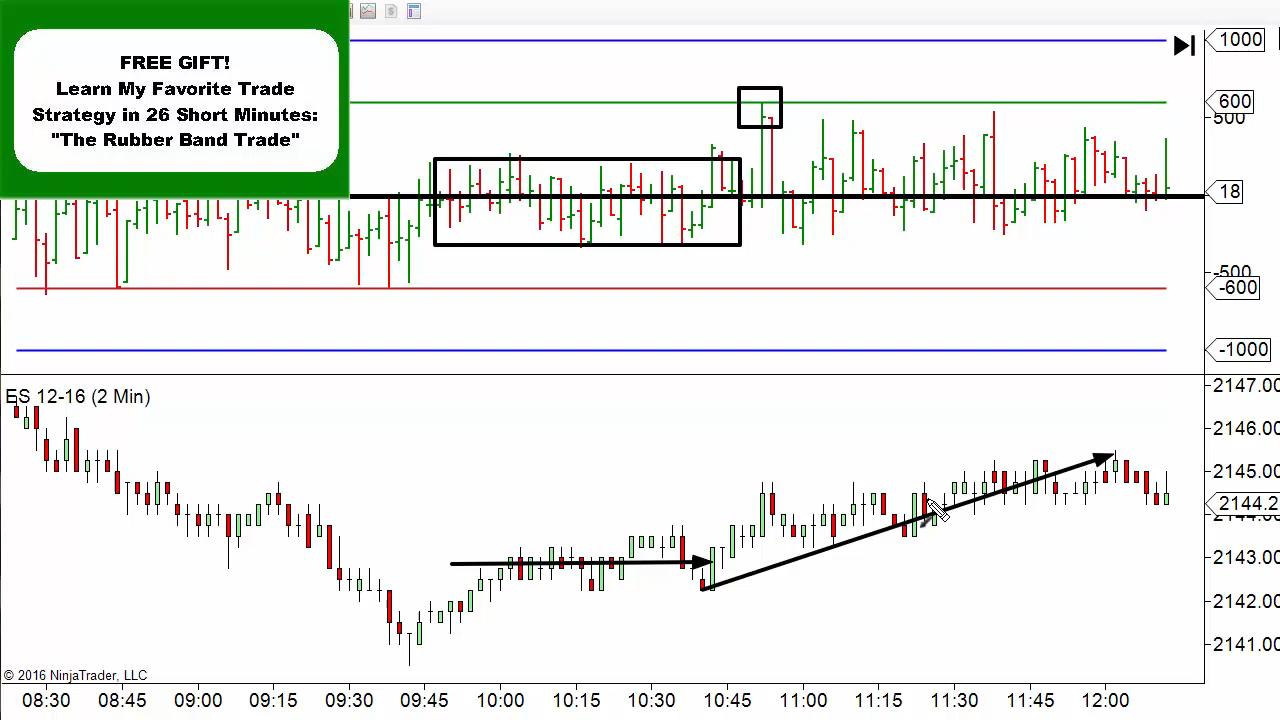 FREE GIFT!
Learn My Favorite Trade
Strategy in 26 Short Minutes:
"The Rubber Band Trade"
1000
600
500
18
-500
-600
-1000
ES 12-16 (2 Min)
2147.00
2146.00
2145.00
2144.2
2144.00
2143.00
2142.00
2141.00
© 2016 NinjaTrader, LLC
08:30 08:45 09:00 09:15 09:30 09:45 10:00 10:15 10:30 10:45 11:00 11:15 11:30 11:45 12:00